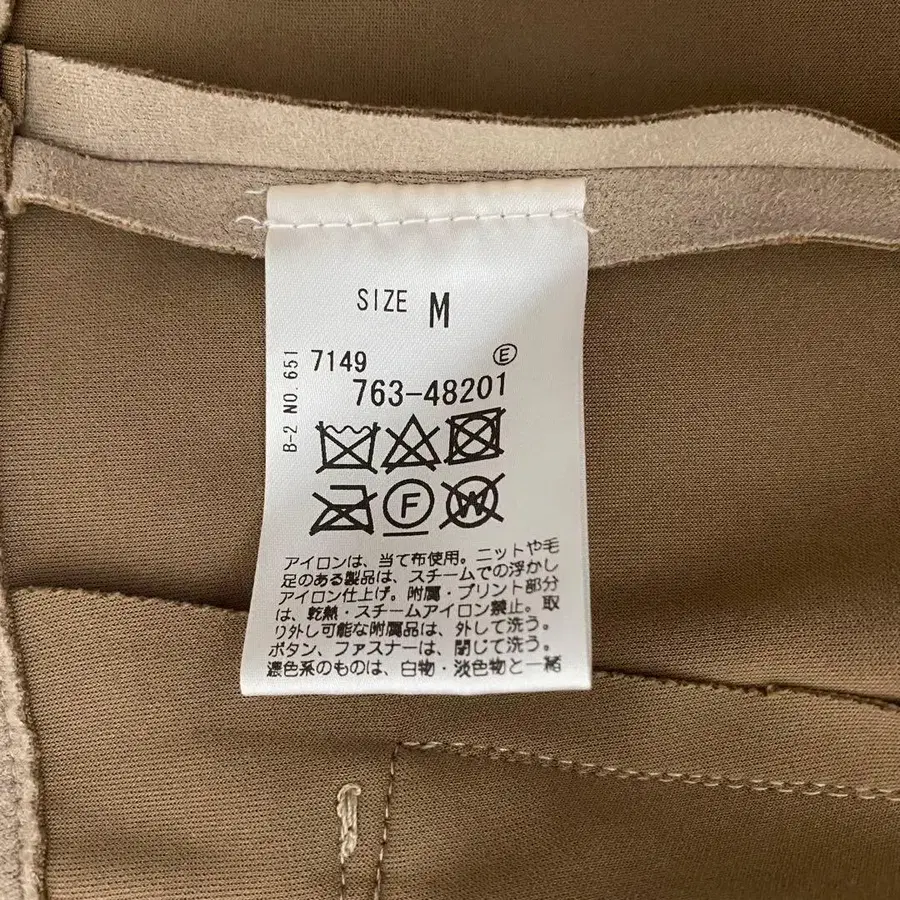 SIZE M
B-2 NO. 651
7149 E
763-48201
F W
アイロンは、当て布使用。ニットや毛
足のある製品は、スチームでの浮かし
アイロン仕上げ。附属・プリント部分
は、乾熱・スチームアイロン禁止。取
り外し可能な附属品は、外して洗う。
ボタン、ファスナーは、閉じて洗う。
濃色系のものは、白物・淡色物と一緒